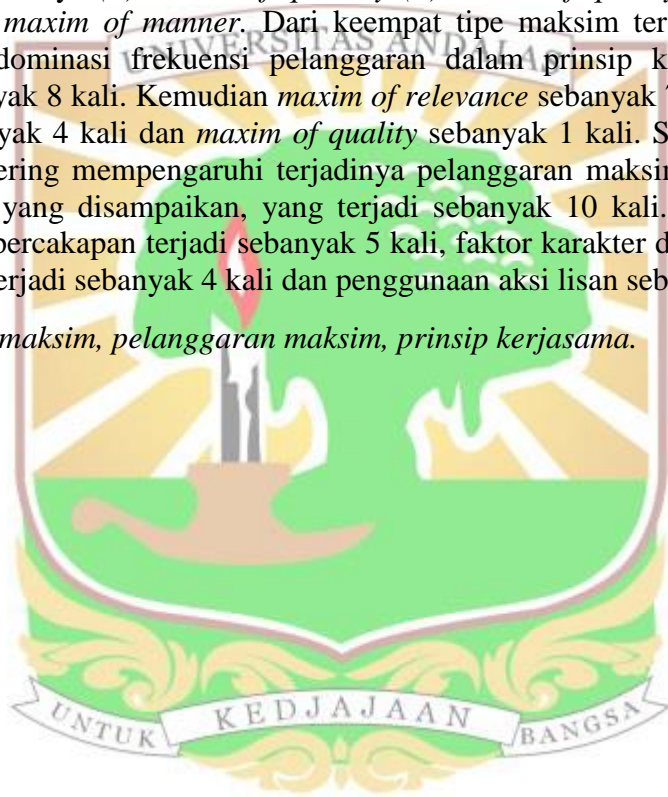 maxim of manner. Dari keempat tipe maksim ter
UNIVERSITAS ANDALAS
dominasi frekuensi pelanggaran dalam prinsip k
yak 8 kali. Kemudian maxim of relevance sebanyak
yak 4 kali dan maxim of quality sebanyak 1 kali. S
ering mempengaruhi terjadinya pelanggaran maksim
yang disampaikan, yang terjadi sebanyak 10 kali.
percakapan terjadi sebanyak 5 kali, faktor karakter d
erjadi sebanyak 4 kali dan penggunaan aksi lisan seb
maksim, pelanggaran maksim, prinsip kerjasama.
UNTUK KEDJAJAAN BANGSA